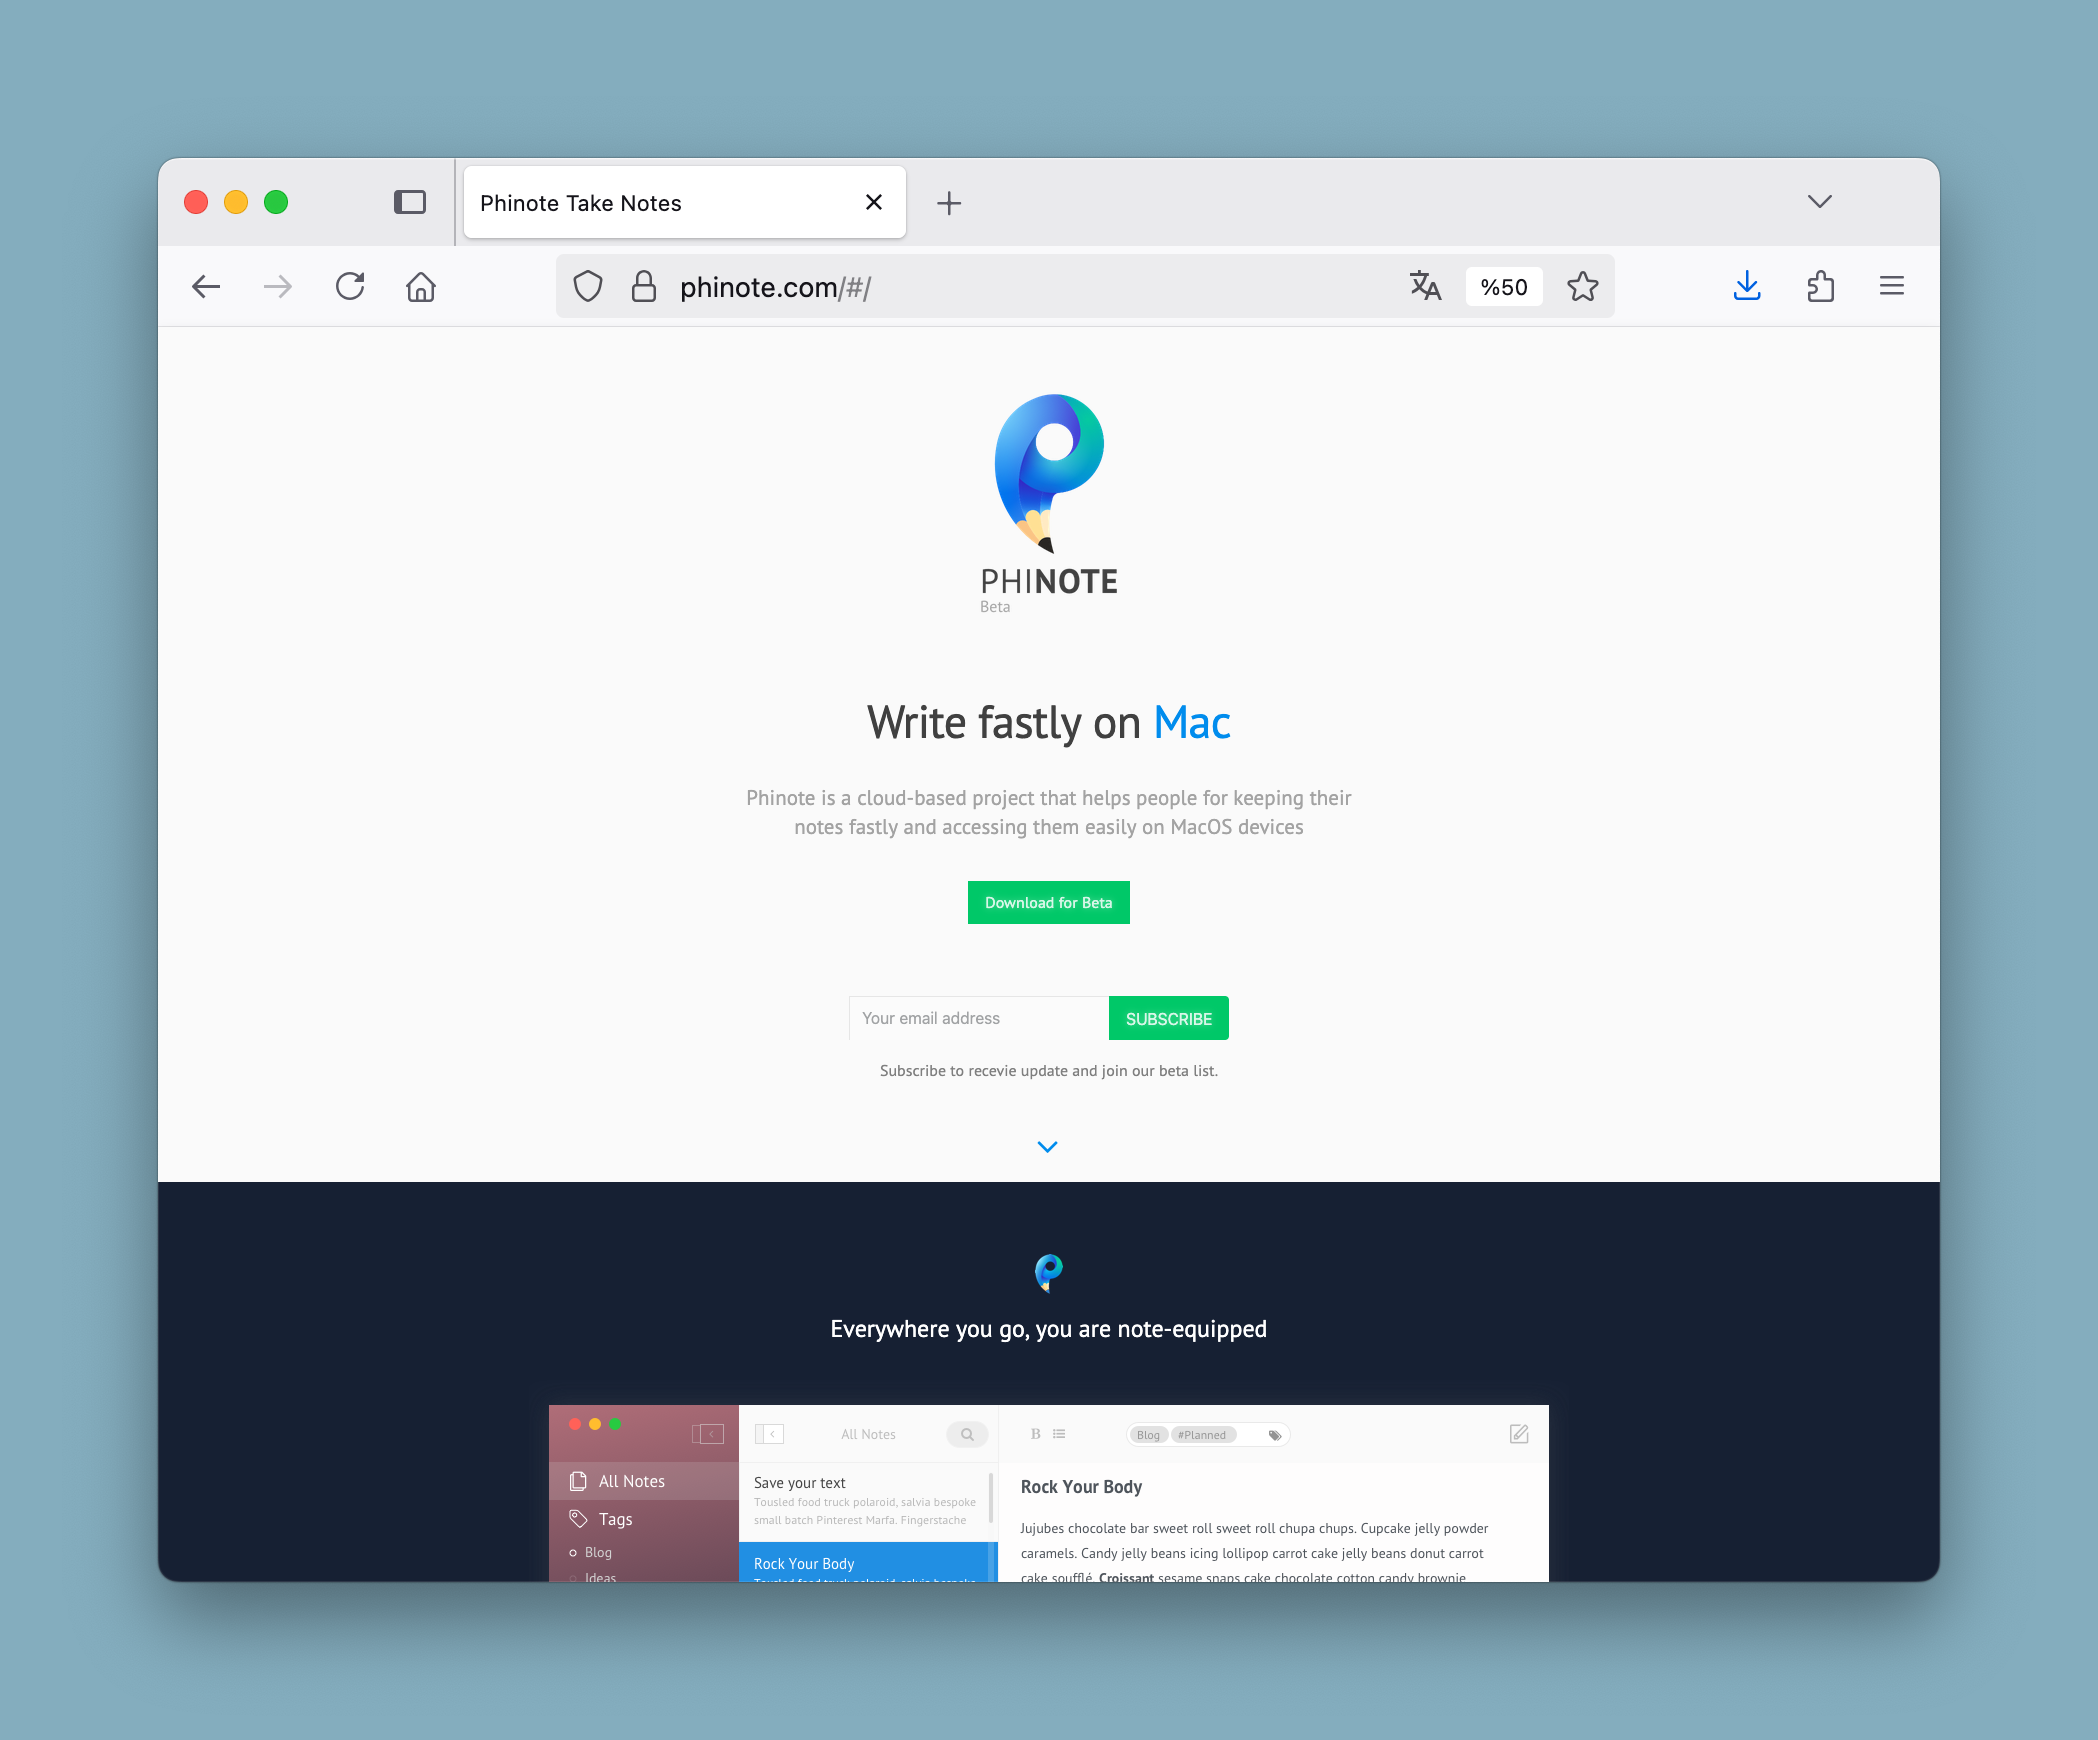 Phinote Take Notes
phinote.com/#/
%50
PHINOTE
Beta
Write fastly on Mac
Phinote is a cloud-based project that helps people for keeping their
notes fastly and accessing them easily on MacOS devices
Download for Beta
Your email address
SUBSCRIBE
Subscribe to recevie update and join our beta list.
Everywhere you go, you are note-equipped
All Notes
Tags
Blog
Ideas
All Notes
Save your text
Tousled food truck polaroid, salvia bespoke
small batch Pinterest Marfa. Fingerstache
Rock Your Body
Tousled food truck polaroid, salvia bespoke
B
Blog
#Planned
Rock Your Body
Jujubes chocolate bar sweet roll sweet roll chupa chups. Cupcake jelly powder
caramels. Candy jelly beans icing lollipop carrot cake jelly beans donut carrot
cake soufflé. Croissant sesame snaps cake chocolate cotton candy brownie